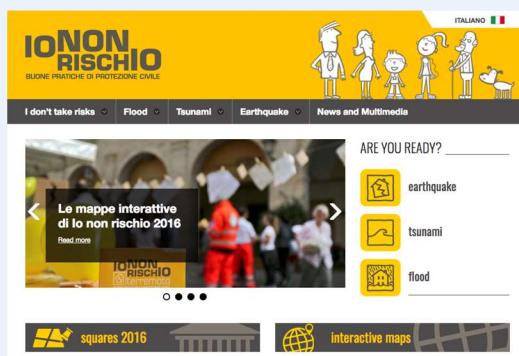 ITALIANO
IO NON
RISCHIO
BUONE PRATICHE DI PROTEZIONE CIVILE
I don't take risks
Flood
Tsunami
Earthquake
News and Multimedia
Le mappe interattive
di Io non rischio 2016
Read more
IO NON
RISCHIO
terremoto
ARE YOU READY?
earthquake
tsunami
flood
squares 2016
interactive maps